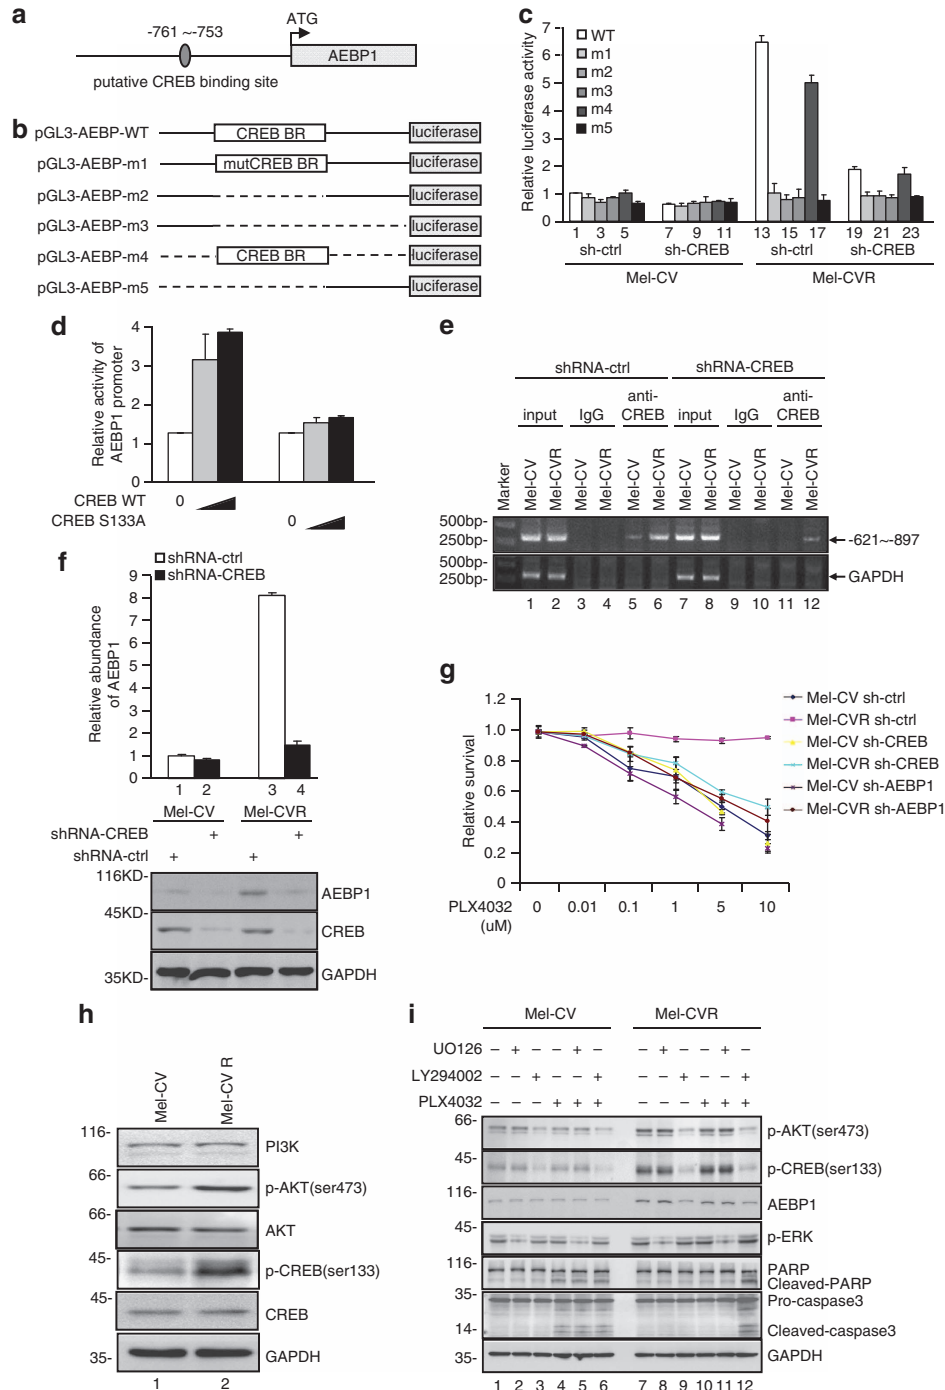 a
ATG
-761 ~-753
AEBP1
putative CREB binding site
b
pGL3-AEBP-WT CREB BR luciferase
pGL3-AEBP-m1 mutCREB BR luciferase
pGL3-AEBP-m2 luciferase
pGL3-AEBP-m3 luciferase
pGL3-AEBP-m4 CREB BR luciferase
pGL3-AEBP-m5 luciferase
c
Relative luciferase activity
7
6
5
4
3
2
1
0
WT
m1
m2
m3
m4
m5
1 3 5 7 9 11 13 15 17 19 21 23
sh-ctrl sh-CREB sh-ctrl sh-CREB
Mel-CV Mel-CVR
d
Relative activity of
AEBP1 promoter
4
3
2
1
0
CREB WT 0
CREB S133A 0
e
shRNA-ctrl shRNA-CREB
input IgG anti-CREB input IgG anti-CREB
Marker Mel-CV Mel-CVR Mel-CV Mel-CVR Mel-CV Mel-CVR Mel-CV Mel-CVR Mel-CV Mel-CVR Mel-CV Mel-CVR
500bp-
250bp- -621~-897
500bp-
250bp- GAPDH
1 2 3 4 5 6 7 8 9 10 11 12
f
shRNA-ctrl
shRNA-CREB
Relative abundance
of AEBP1
9
8
7
6
5
4
3
2
1
0
1 2 3 4
Mel-CV Mel-CVR
shRNA-CREB + +
shRNA-ctrl + +
116KD-
AEBP1
45KD-
CREB
35KD- GAPDH
g
Relative survival
1.2
1.0
0.8
0.6
0.4
0.2
0
PLX4032 0 0.01 0.1 1 5 10
(uM)
Mel-CV sh-ctrl
Mel-CVR sh-ctrl
Mel-CV sh-CREB
Mel-CVR sh-CREB
Mel-CV sh-AEBP1
Mel-CVR sh-AEBP1
h
Mel-CV Mel-CV R
116- PI3K
66- p-AKT(ser473)
66- AKT
45- p-CREB(ser133)
45- CREB
35- GAPDH
1 2
i
Mel-CV Mel-CVR
UO126 – + – – + – – + – – + –
LY294002 – – + – – + – – + – – +
PLX4032 – – – + + + – – – + + +
66- p-AKT(ser473)
45- p-CREB(ser133)
116- AEBP1
45- p-ERK
116- PARP
Cleaved-PARP
35- Pro-caspase3
14- Cleaved-caspase3
35- GAPDH
1 2 3 4 5 6 7 8 9 10 11 12